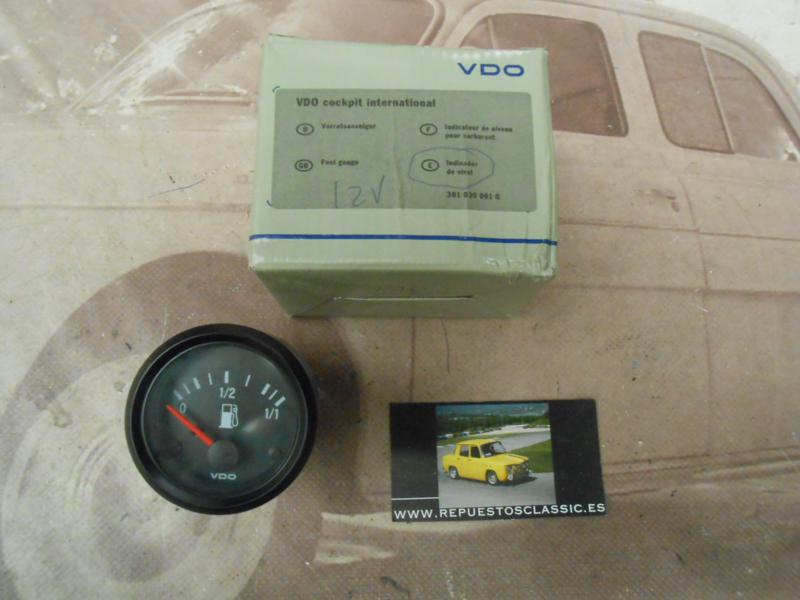 VDO
VDO cockpit international
D Vorratsanzeiger
F Indicateur de niveau
pour carburant
GB Fuel gauge
E Indicador
de nivel
12V
301 030 001 G
0 1/2 1/1
VDO
WWW.REPUESTOSCLASSIC.ES